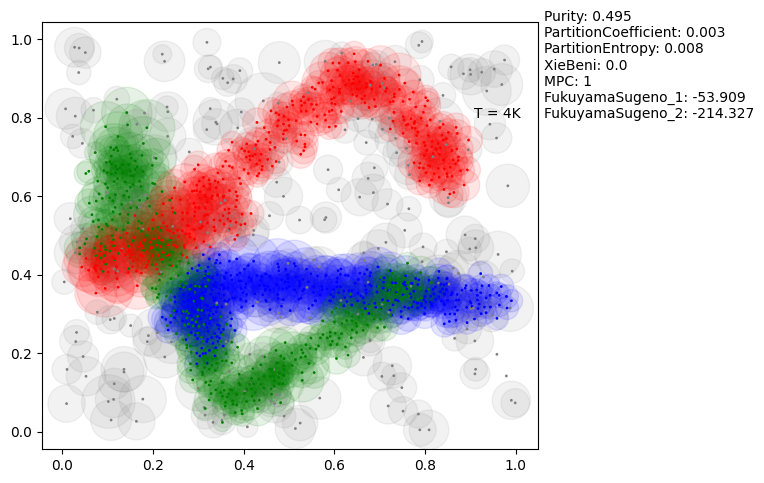 Purity: 0.495
PartitionCoefficient: 0.003
PartitionEntropy: 0.008
XieBeni: 0.0
MPC: 1
FukuyamaSugeno_1: -53.909
FukuyamaSugeno_2: -214.327
T = 4K
1.0
0.8
0.6
0.4
0.2
0.0
0.0 0.2 0.4 0.6 0.8 1.0